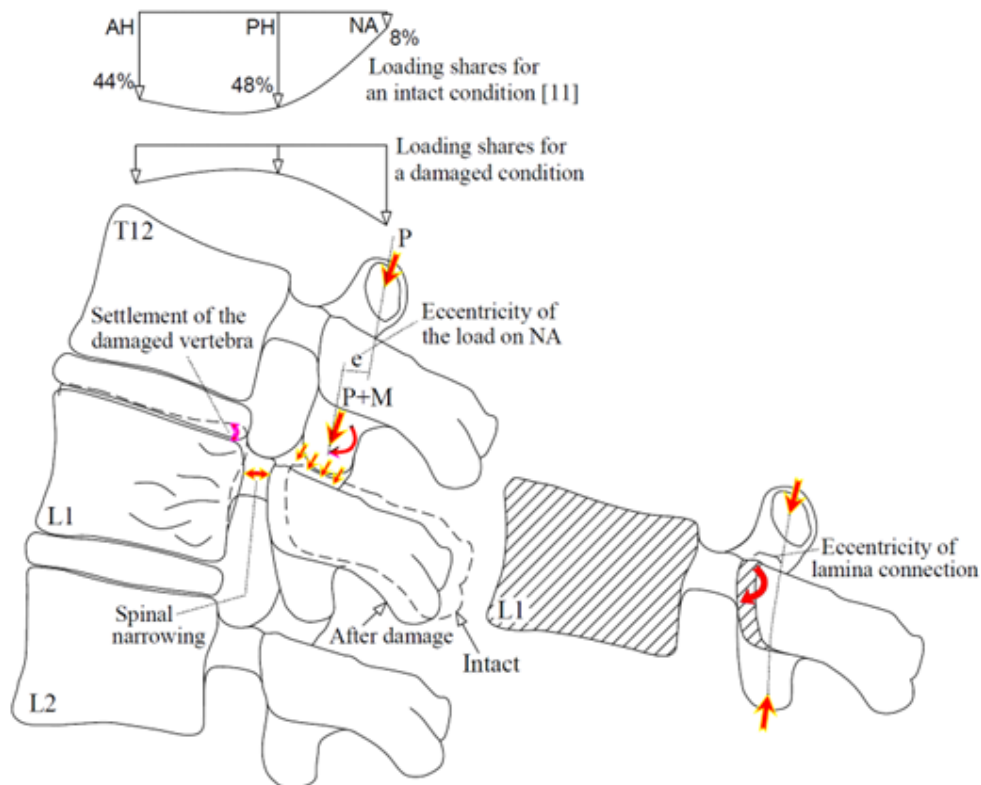 AH
PH
NA
8%
44%
48%
Loading shares for
an intact condition [11]
Loading shares for
a damaged condition
T12
P
Settlement of the
damaged vertebra
Eccentricity of
the load on NA
e
P+M
L1
Spinal
narrowing
After damage
Intact
L2
L1
Eccentricity of
lamina connection